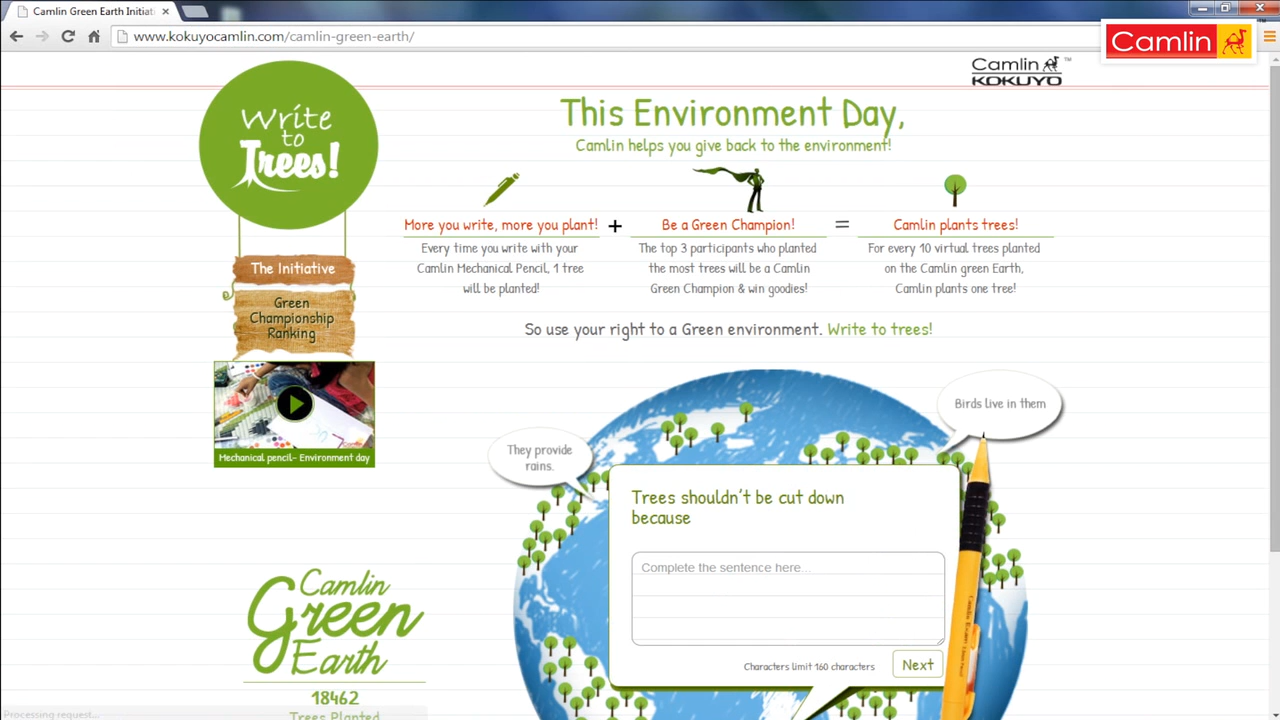 Camlin Green Earth Initiati
www.kokuyocamlin.com/camlin-green-earth/
Camlin
Camlin
KOKUYO
TM
Write
to
Trees!
This Environment Day,
Camlin helps you give back to the environment!
More you write, more you plant!
+
Be a Green Champion!
=
Camlin plants trees!
Every time you write with your
Camlin Mechanical Pencil, 1 tree
will be planted!
The top 3 participants who planted
the most trees will be a Camlin
Green Champion & win goodies!
For every 10 virtual trees planted
on the Camlin green Earth,
Camlin plants one tree!
The Initiative
Green
Championship
Ranking
So use your right to a Green environment. Write to trees!
Mechanical pencil- Environment day
They provide
rains.
Birds live in them
Trees shouldn't be cut down
because
Complete the sentence here...
Characters limit 160 characters
Next
Camlin
Green
Earth
18462
Trees Planted
Processing request...